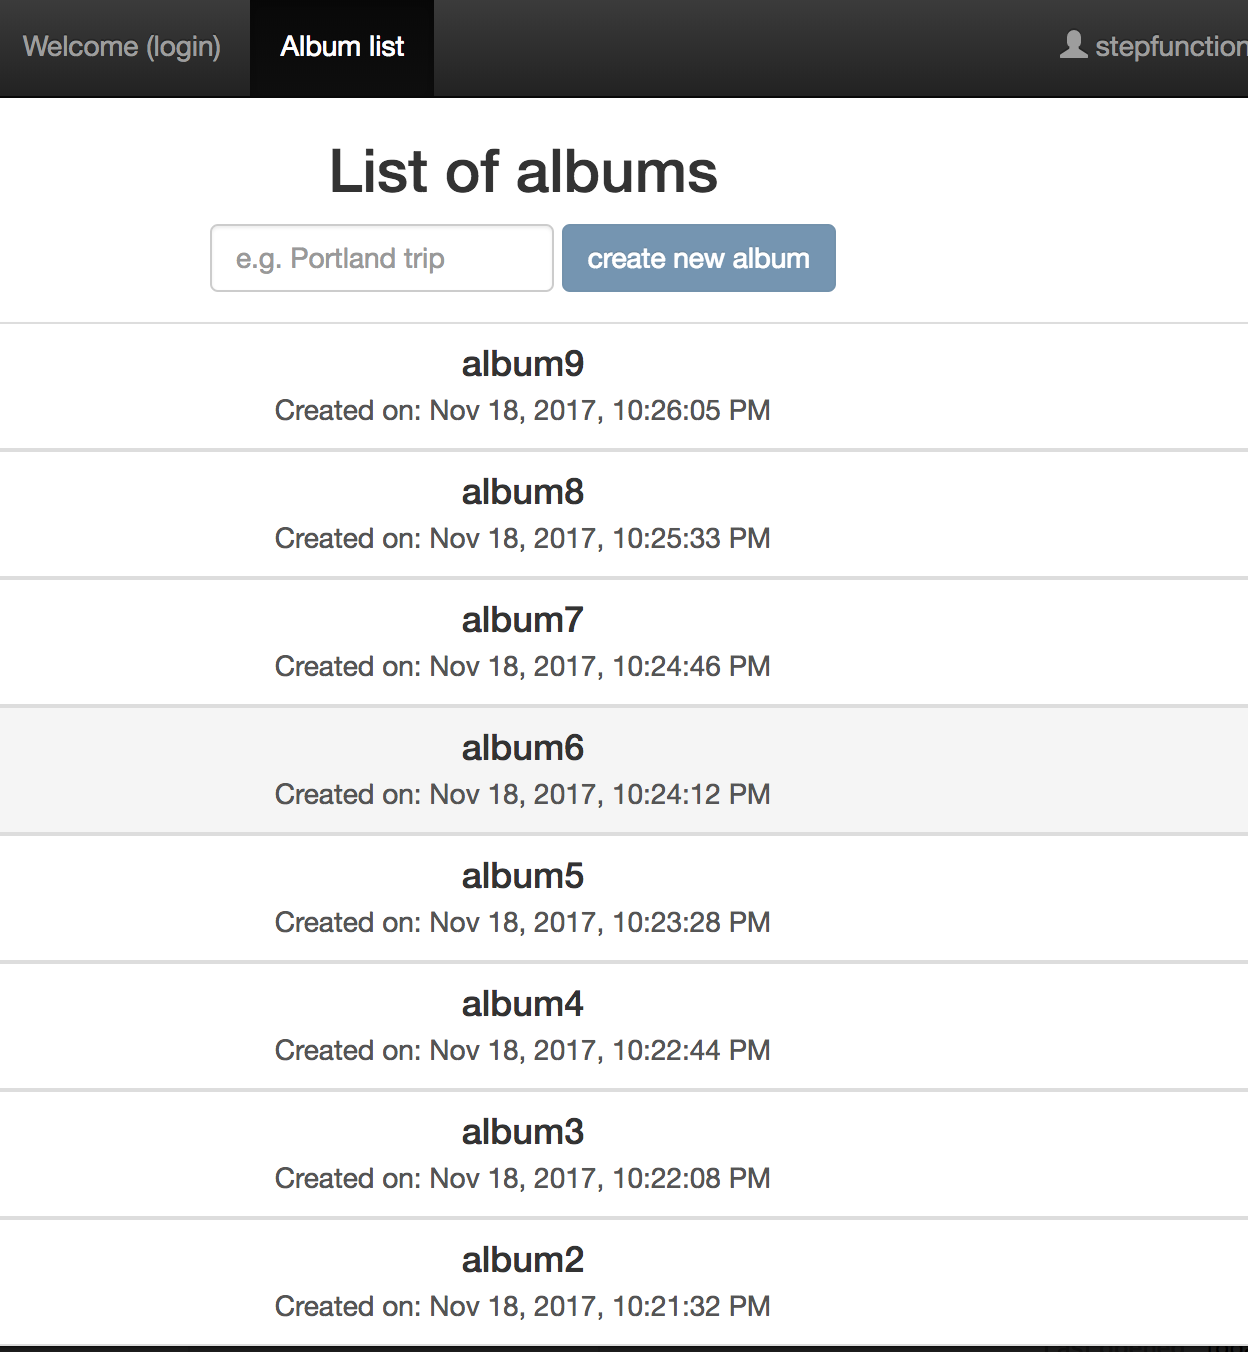 Welcome (login) Album list stepfunction
List of albums
e.g. Portland trip create new album
album9
Created on: Nov 18, 2017, 10:26:05 PM
album8
Created on: Nov 18, 2017, 10:25:33 PM
album7
Created on: Nov 18, 2017, 10:24:46 PM
album6
Created on: Nov 18, 2017, 10:24:12 PM
album5
Created on: Nov 18, 2017, 10:23:28 PM
album4
Created on: Nov 18, 2017, 10:22:44 PM
album3
Created on: Nov 18, 2017, 10:22:08 PM
album2
Created on: Nov 18, 2017, 10:21:32 PM